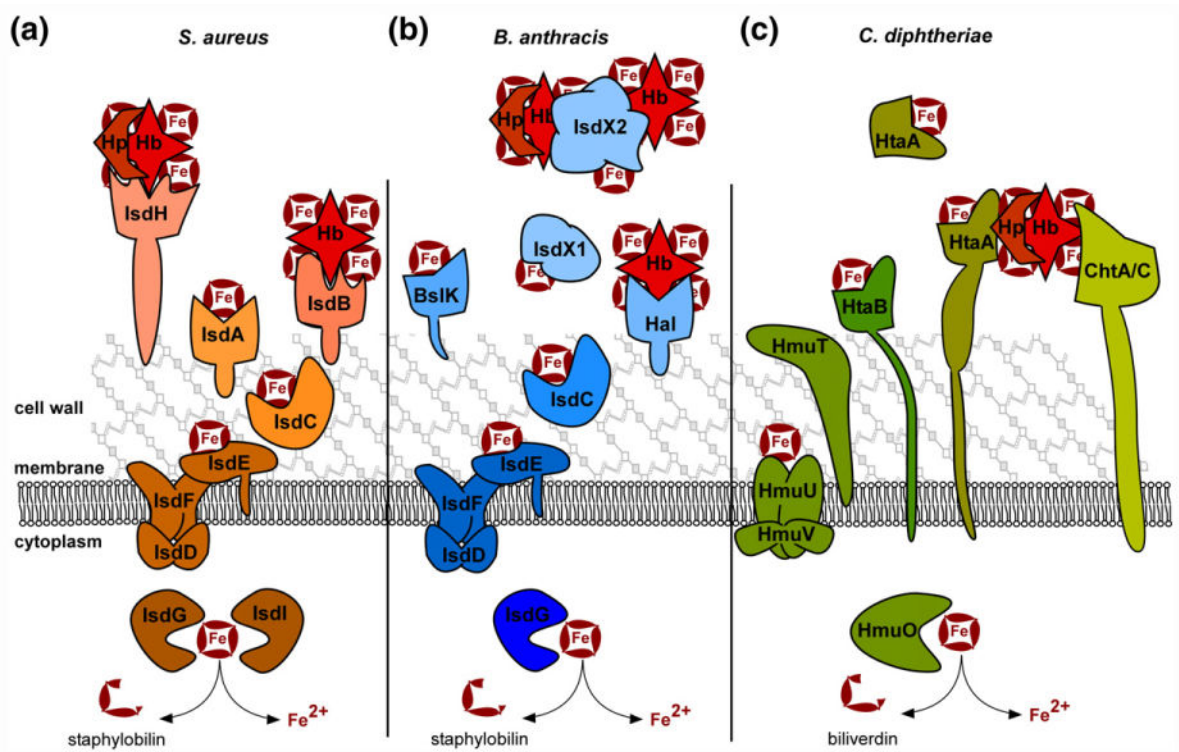 (a)
S. aureus
Fe
Hp
Hb
Fe
IsdH
Fe
Fe
Hb
IsdB
Fe
IsdA
Fe
IsdC
cell wall
Fe
IsdE
membrane
IsdF
cytoplasm
IsdD
IsdG
IsdI
Fe
Fe2+
staphylobilin
(b)
B. anthracis
Hp
Hb
IsdX2
Hb
Fe
Fe
Fe
IsdX1
Fe
Fe
BslK
Fe
Fe
Hb
Hal
Fe
IsdC
Fe
IsdE
IsdF
IsdD
IsdG
Fe
Fe2+
staphylobilin
(c)
C. diphtheriae
Fe
HtaA
Fe
HtaA
Hp
Hb
ChtA/C
Fe
HtaB
HmuT
Fe
HmuU
HmuV
HmuO
Fe
Fe2+
biliverdin